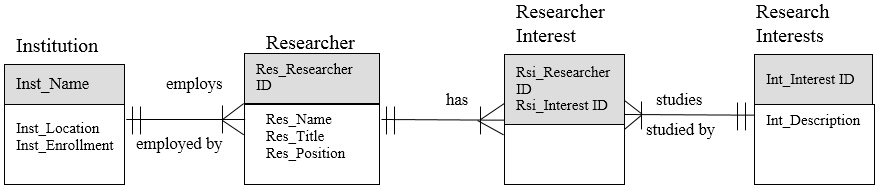 Institution
Inst_Name
Inst_Location
Inst_Enrollment
employs
employed by
Researcher
Res_Researcher
ID
Res_Name
Res_Title
Res_Position
has
Researcher
Interest
Rsi_Researcher
ID
Rsi_Interest ID
studies
studied by
Research
Interests
Int_Interest ID
Int_Description